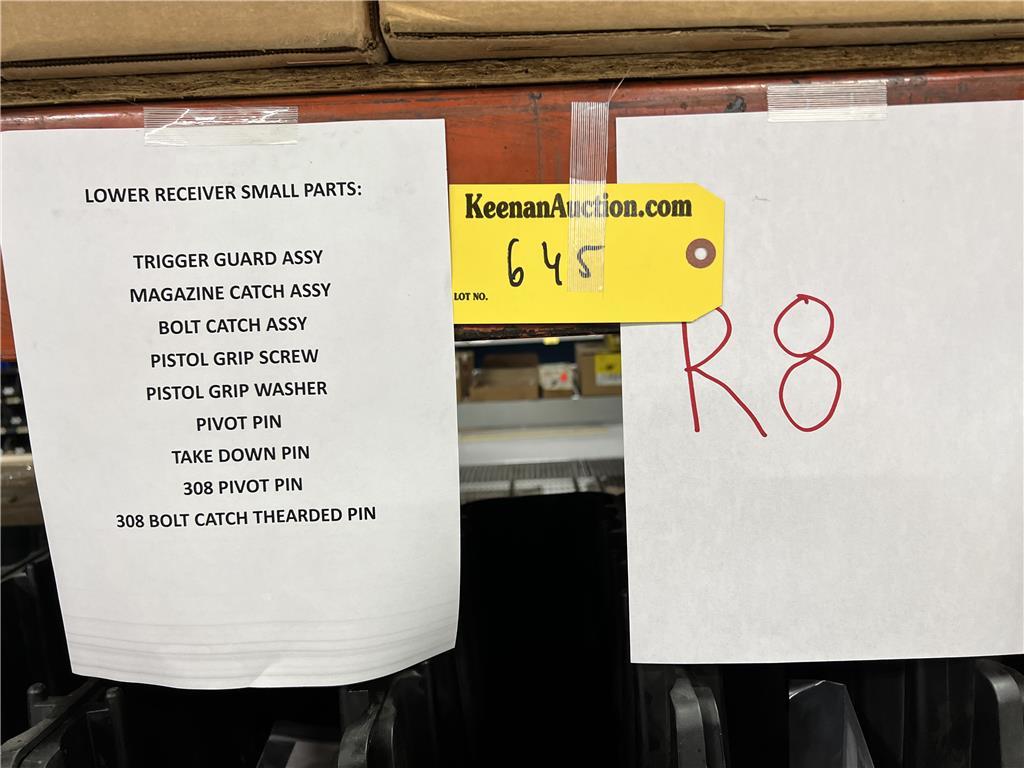 LOWER RECEIVER SMALL PARTS:
TRIGGER GUARD ASSY
MAGAZINE CATCH ASSY
BOLT CATCH ASSY
PISTOL GRIP SCREW
PISTOL GRIP WASHER
PIVOT PIN
TAKE DOWN PIN
308 PIVOT PIN
308 BOLT CATCH THEARDED PIN
KeenanAuction.com
645
LOT NO.
R8